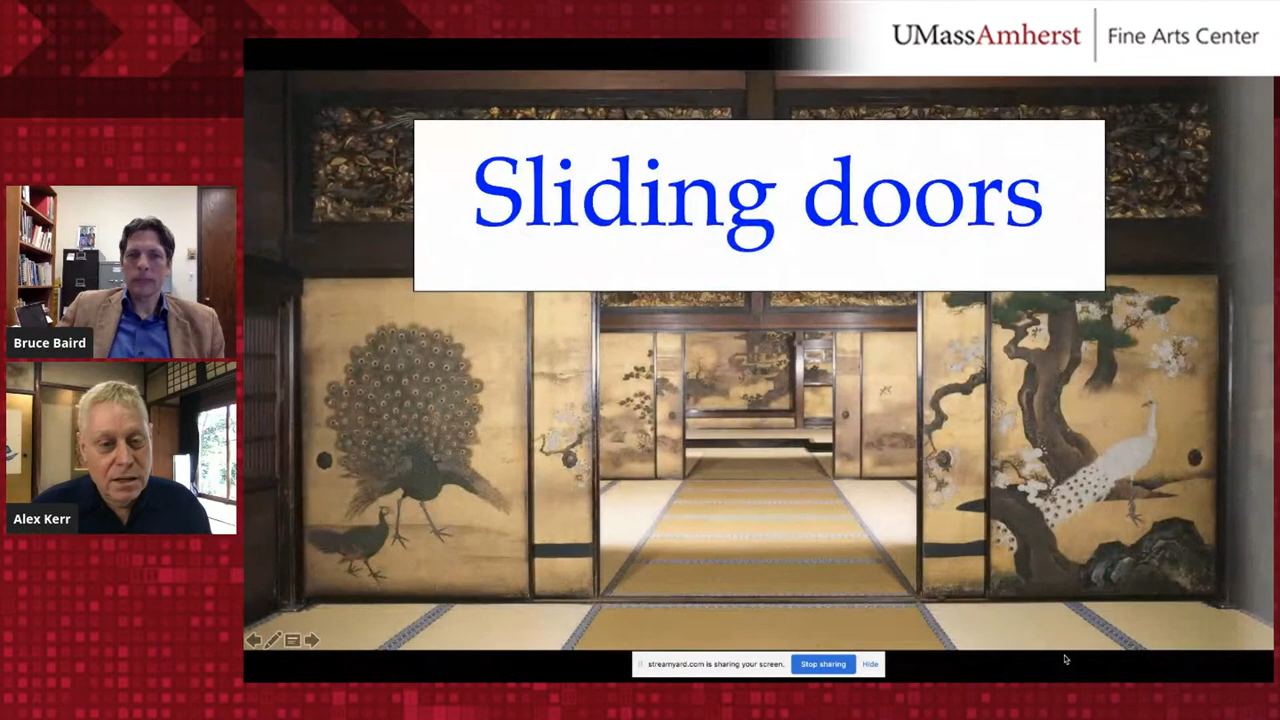 UMassAmherst | Fine Arts Center
Sliding doors
Bruce Baird
Alex Kerr
streamyard.com is sharing your screen.
Stop sharing
Hide